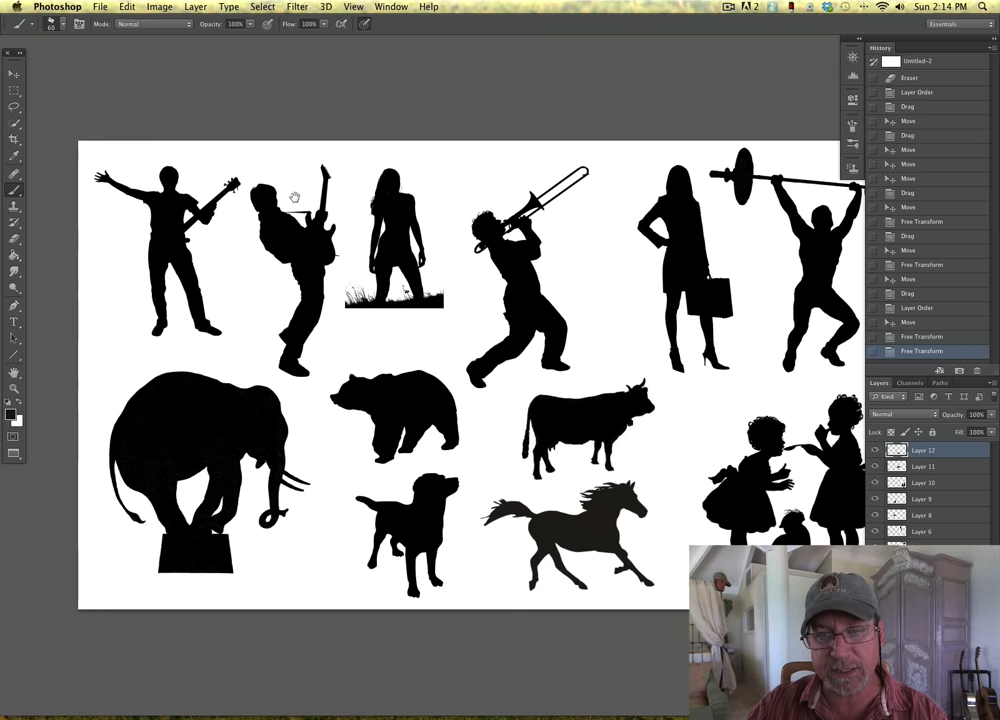 Photoshop File Edit Image Layer Type Select Filter 3D View Window Help
2 Sun 2:14 PM
60 Mode: Normal Opacity: 100% Flow: 100% Essentials
History
Untitled-2
Eraser
Layer Order
Drag
Move
Drag
Move
Move
Move
Drag
Move
Free Transform
Drag
Move
Free Transform
Move
Drag
Layer Order
Move
Free Transform
Free Transform
Layers Channels Paths
Kind
Normal Opacity: 100%
Lock: Fill: 100%
Layer 12
Layer 11
Layer 10
Layer 9
Layer 8
Layer 6